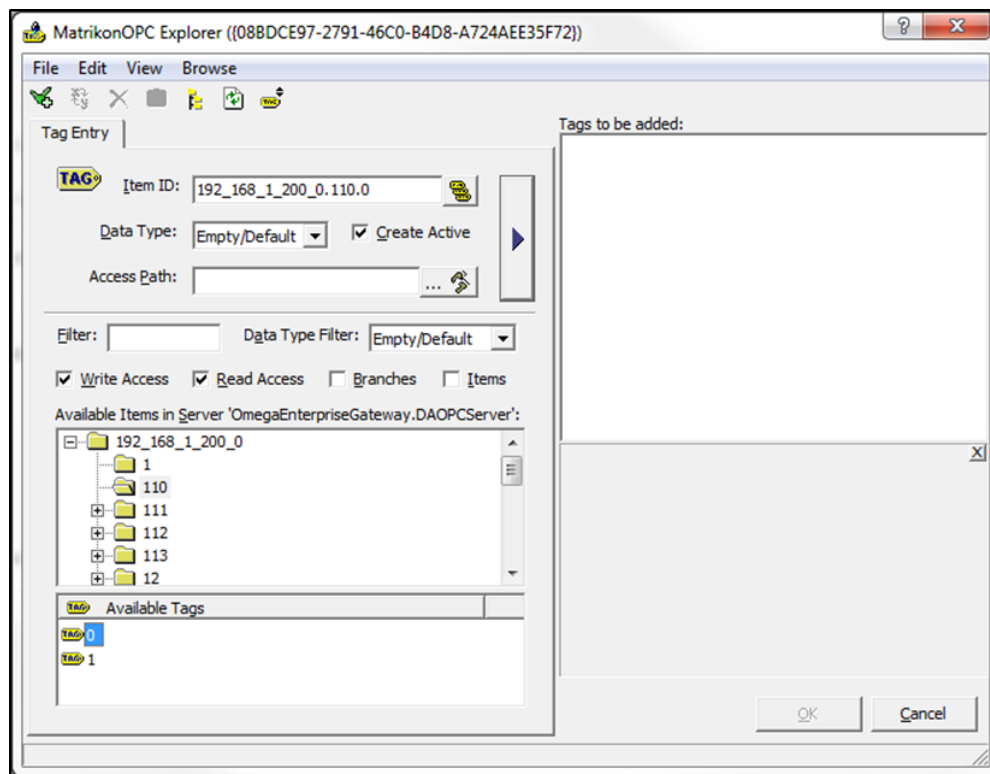 MatrikonOPC Explorer ({08BDCE97-2791-46C0-B4D8-A724AEE35F72})
File Edit View Browse
Tag Entry
Tags to be added:
TAG
Item ID: 192_168_1_200_0.110.0
Data Type: Empty/Default Create Active
Access Path: ...
Filter: Data Type Filter: Empty/Default
Write Access Read Access Branches Items
Available Items in Server 'OmegaEnterpriseGateway.DAOPCServer':
192_168_1_200_0
1
110
111
112
113
12
TAG Available Tags
TAG 0
TAG 1
OK Cancel